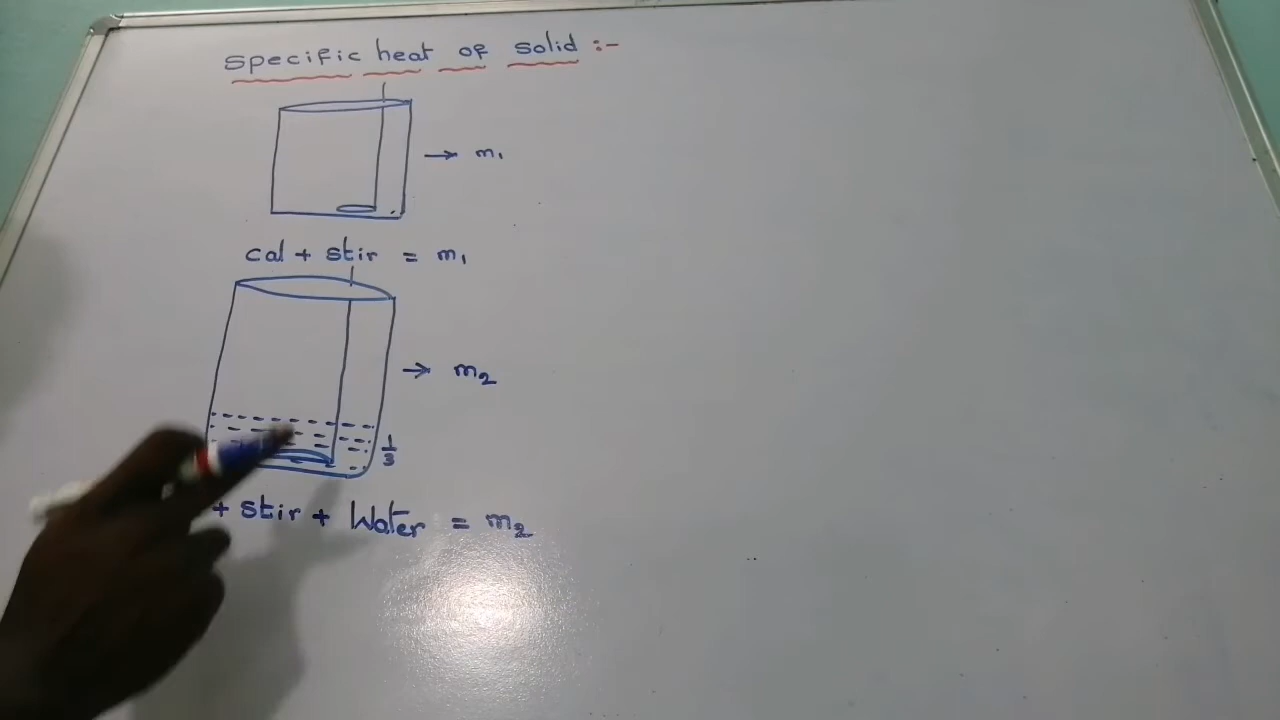 specific heat of solid :-
→ m₁
cal + stir = m₁
→ m₂
1/3
+ stir + Water = m₂